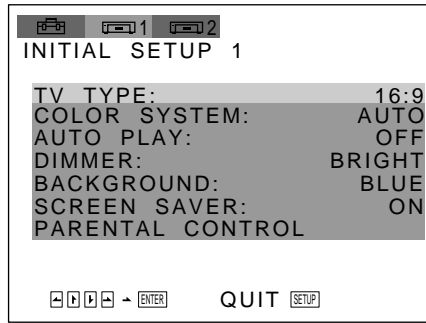 1 2
INITIAL SETUP 1
TV TYPE: 16:9
COLOR SYSTEM: AUTO
AUTO PLAY: OFF
DIMMER: BRIGHT
BACKGROUND: BLUE
SCREEN SAVER: ON
PARENTAL CONTROL
ENTER QUIT SETUP